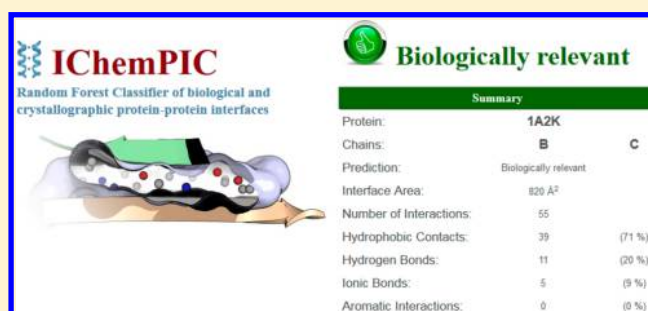 IChemPIC
Random Forest Classifier of biological and
crystallographic protein-protein interfaces
Biologically relevant
Summary
Protein: 1A2K
Chains: B C
Prediction: Biologically relevant
Interface Area: 820 Å²
Number of Interactions: 55
Hydrophobic Contacts: 39 (71 %)
Hydrogen Bonds: 11 (20 %)
Ionic Bonds: 5 (9 %)
Aromatic Interactions: 0 (0 %)